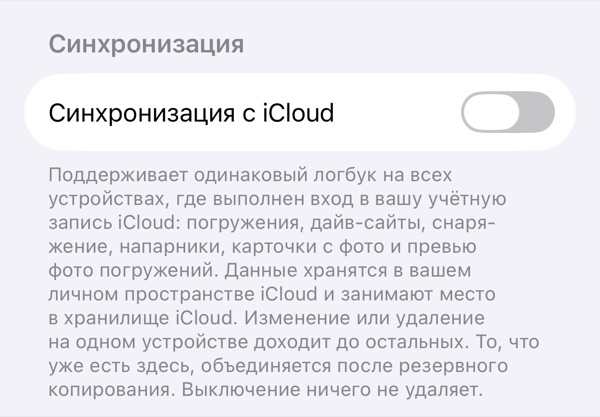 Синхронизация
Синхронизация с iCloud
Поддерживает одинаковый логбук на всех
устройствах, где выполнен вход в вашу учётную
запись iCloud: погружения, дайв-сайты, снаря-
жение, напарники, карточки с фото и превью
фото погружений. Данные хранятся в вашем
личном пространстве iCloud и занимают место
в хранилище iCloud. Изменение или удаление
на одном устройстве доходит до остальных. То, что
уже есть здесь, объединяется после резервного
копирования. Выключение ничего не удаляет.